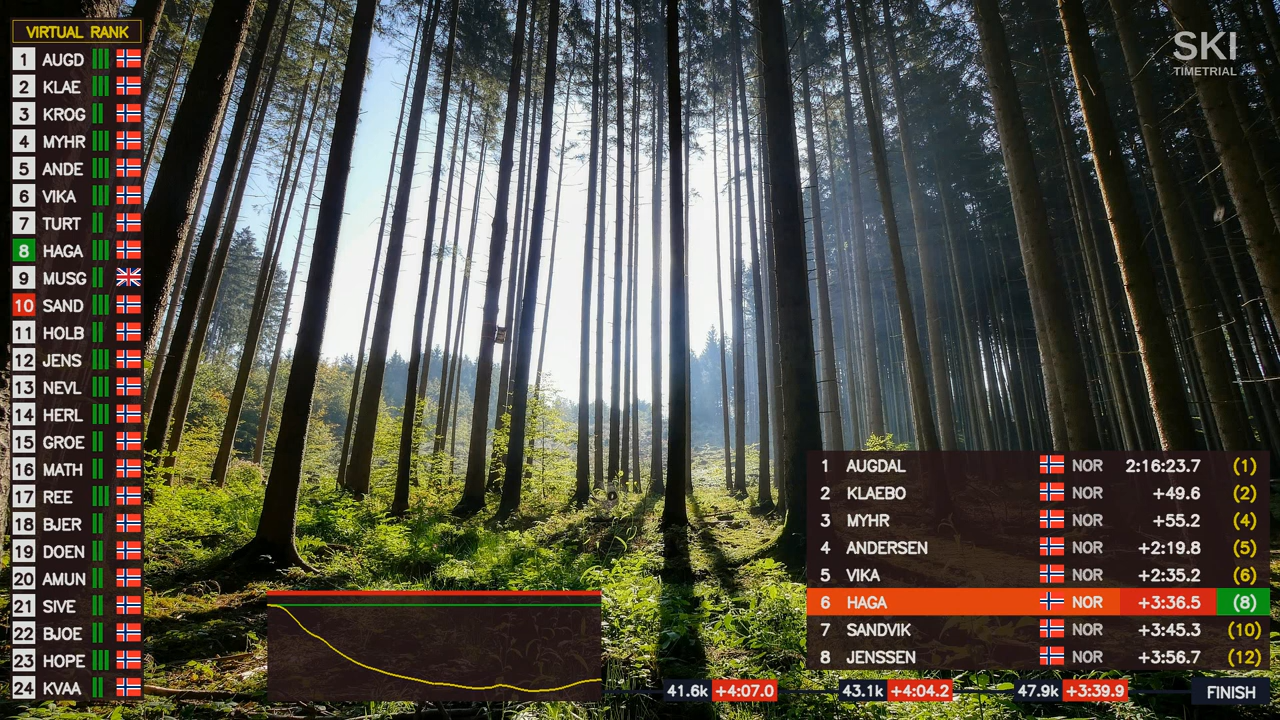 VIRTUAL RANK
1 AUGD
2 KLAE
3 KROG
4 MYHR
5 ANDE
6 VIKA
7 TURT
8 HAGA
9 MUSG
10 SAND
11 HOLB
12 JENS
13 NEVL
14 HERL
15 GROE
16 MATH
17 REE
18 BJER
19 DOEN
20 AMUN
21 SIVE
22 BJOE
23 HOPE
24 KVAA
SKI
TIMETRIAL
1 AUGDAL NOR 2:16:23.7 (1)
2 KLAEBO NOR +49.6 (2)
3 MYHR NOR +55.2 (4)
4 ANDERSEN NOR +2:19.8 (5)
5 VIKA NOR +2:35.2 (6)
6 HAGA NOR +3:36.5 (8)
7 SANDVIK NOR +3:45.3 (10)
8 JENSSEN NOR +3:56.7 (12)
41.6k +4:07.0 43.1k +4:04.2 47.9k +3:39.9 FINISH